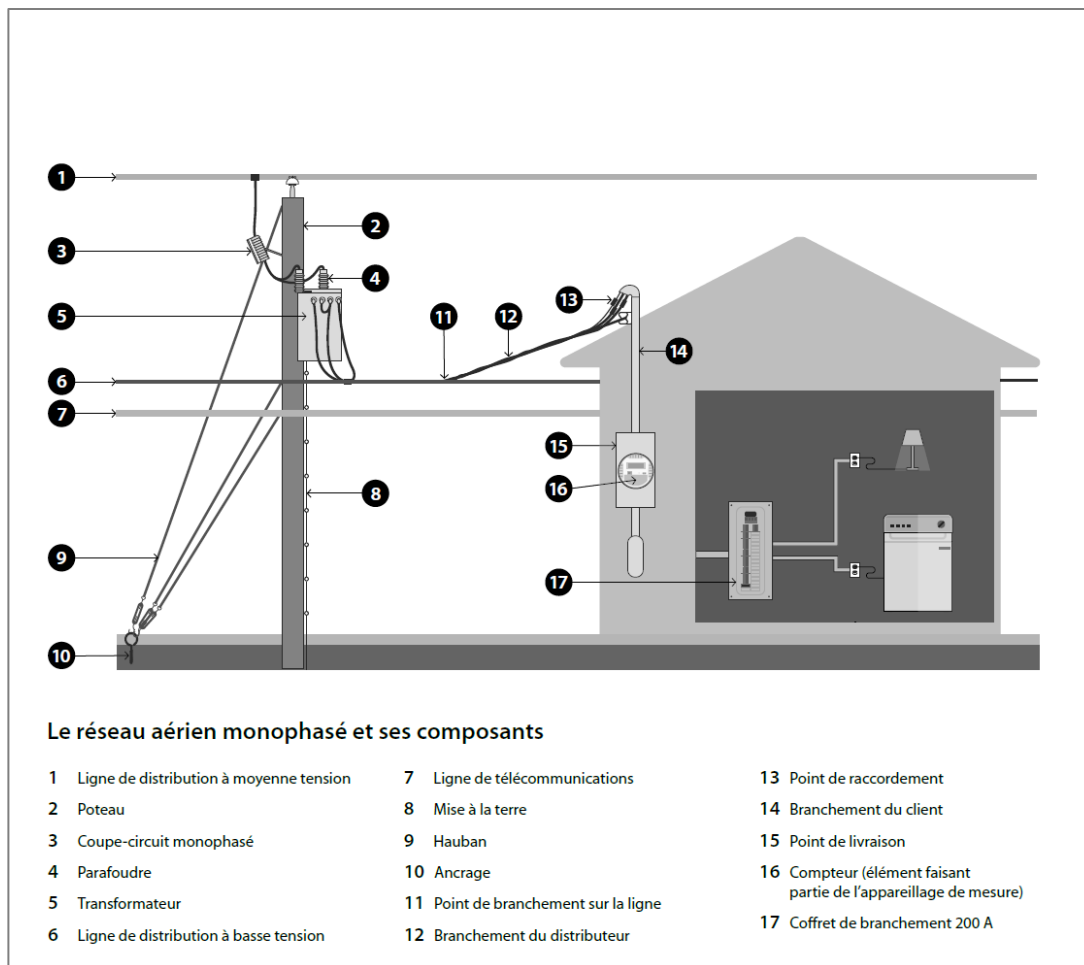 1
2
3
4
5
6
7
8
9
10
11
12
13
14
15
16
17
Le réseau aérien monophasé et ses composants
1 Ligne de distribution à moyenne tension
2 Poteau
3 Coupe-circuit monophasé
4 Parafoudre
5 Transformateur
6 Ligne de distribution à basse tension
7 Ligne de télécommunications
8 Mise à la terre
9 Hauban
10 Ancrage
11 Point de branchement sur la ligne
12 Branchement du distributeur
13 Point de raccordement
14 Branchement du client
15 Point de livraison
16 Compteur (élément faisant
partie de l'appareillage de mesure)
17 Coffret de branchement 200 A